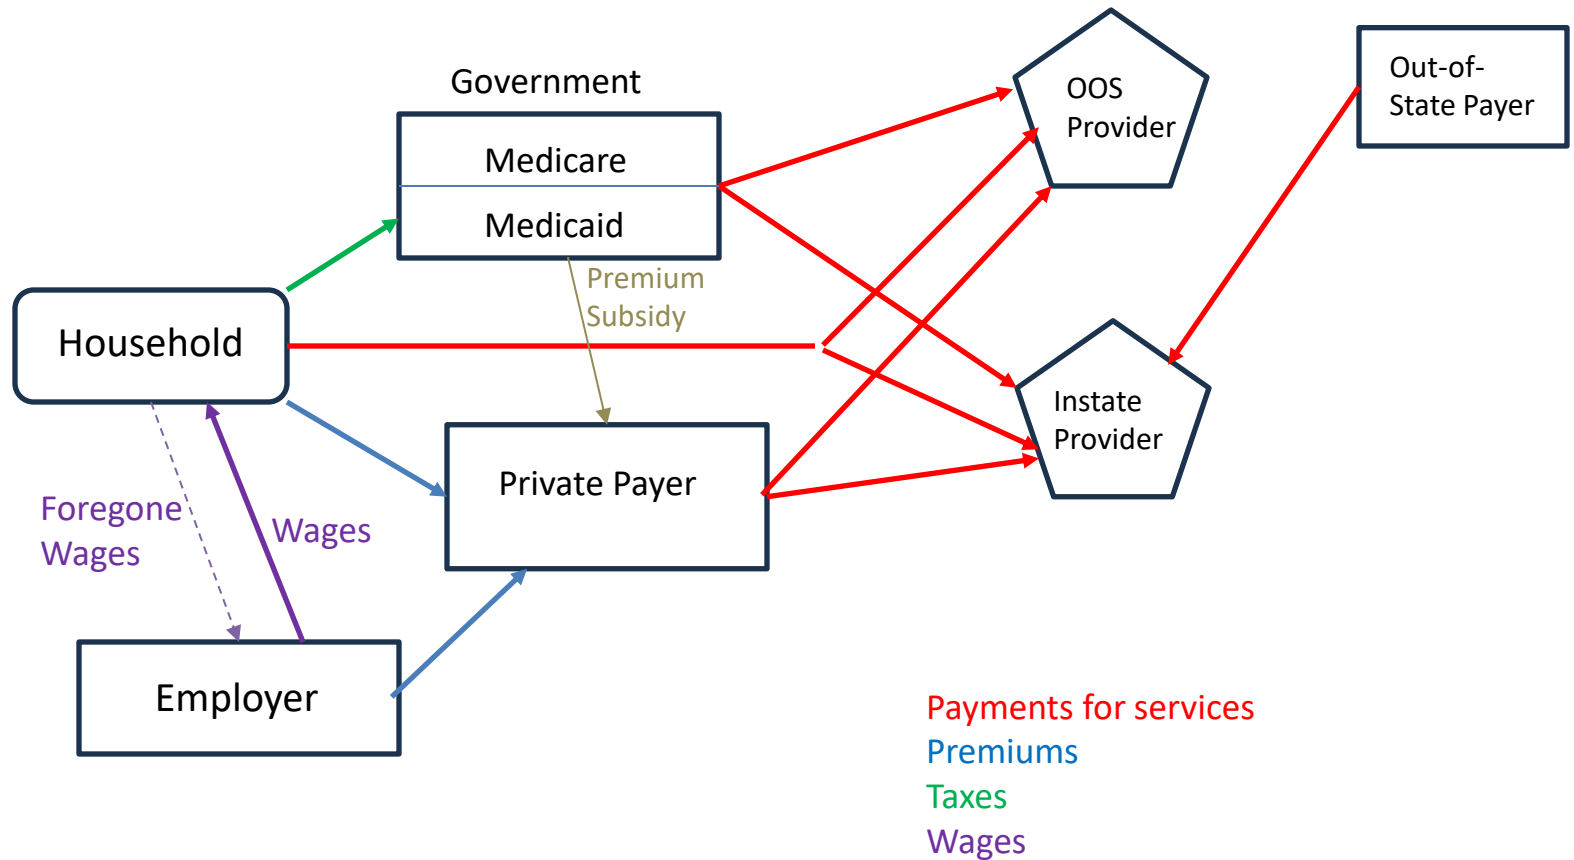 Government
Medicare
Medicaid
OOS
Provider
Out-of-
State Payer
Premium
Subsidy
Household
Instate
Provider
Private Payer
Foregone
Wages
Wages
Employer
Payments for services
Premiums
Taxes
Wages